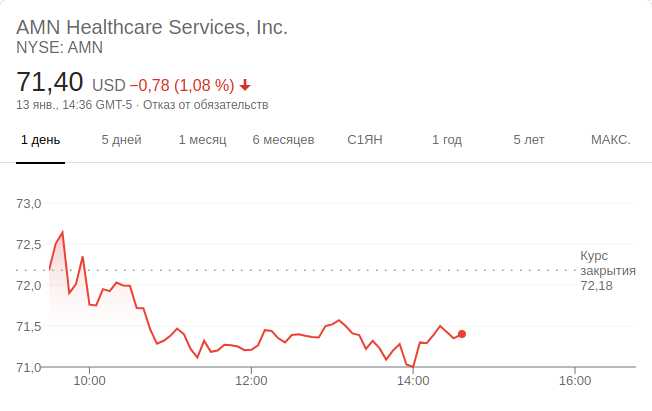 AMN Healthcare Services, Inc.
NYSE: AMN
71,40 USD −0,78 (1,08 %)
13 янв., 14:36 GMT-5 · Отказ от обязательств
1 день 5 дней 1 месяц 6 месяцев С1ЯН 1 год 5 лет МАКС.
73,0
72,5
Курс
закрытия
72,18
72,0
71,5
71,0
10:00 12:00 14:00 16:00